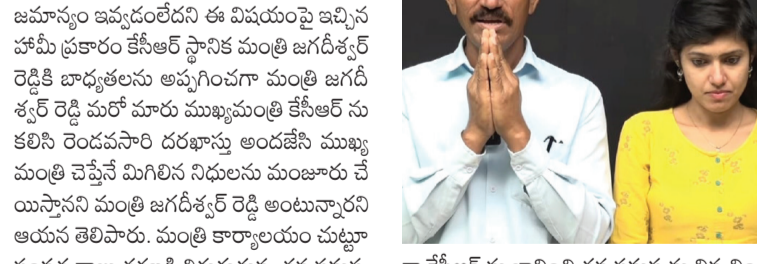 జమాన్యం ఇవ్వడంలేదని ఈ విషయంపై ఇచ్చిన
హామీ ప్రకారం కేసీఆర్ స్థానిక మంత్రి జగదీశ్వర్
రెడ్డికి బాధ్యతలను అప్పగించగా మంత్రి జగదీ
శ్వర్ రెడ్డి మరో మారు ముఖ్యమంత్రి కేసీఆర్ ను
కలిసి రెండవసారి దరఖాస్తు అందజేసి ముఖ్య
మంత్రి చెప్తేనే మిగిలిన నిధులను మంజూరు చే
యిస్తానని మంత్రి జగదీశ్వర్ రెడ్డి అంటున్నారని
ఆయన తెలిపారు. మంత్రి కార్యాలయం చుట్టూ